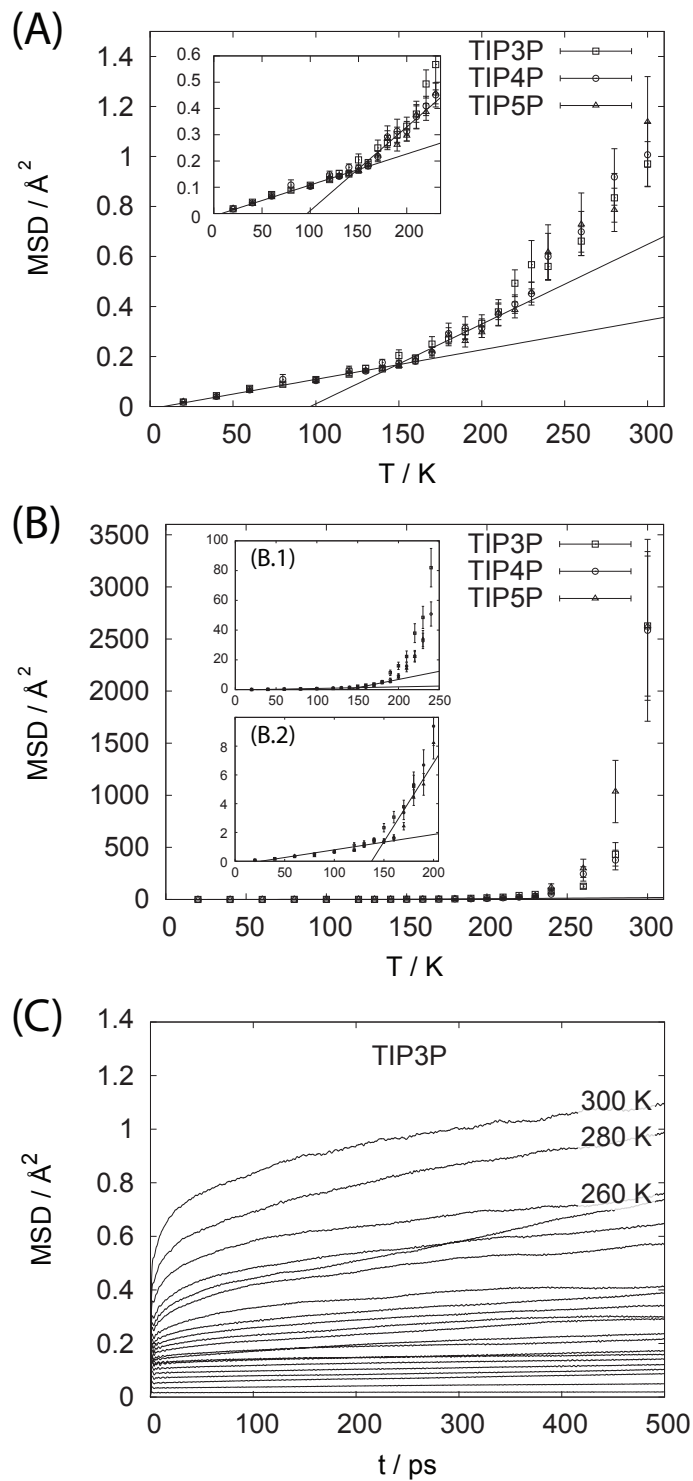 (A)
TIP3P
TIP4P
TIP5P
MSD / Å2
1.4
1.2
1
0.8
0.6
0.4
0.2
0
0.6
0.5
0.4
0.3
0.2
0.1
0
0 50 100 150 200
0 50 100 150 200 250 300
T / K
(B)
TIP3P
TIP4P
TIP5P
MSD / Å2
3500
3000
2500
2000
1500
1000
500
0
(B.1)
100
80
60
40
20
0
0 50 100 150 200 250
(B.2)
8
6
4
2
0
0 50 100 150 200
0 50 100 150 200 250 300
T / K
(C)
TIP3P
MSD / Å2
1.4
1.2
1
0.8
0.6
0.4
0.2
0
300 K
280 K
260 K
0 100 200 300 400 500
t / ps